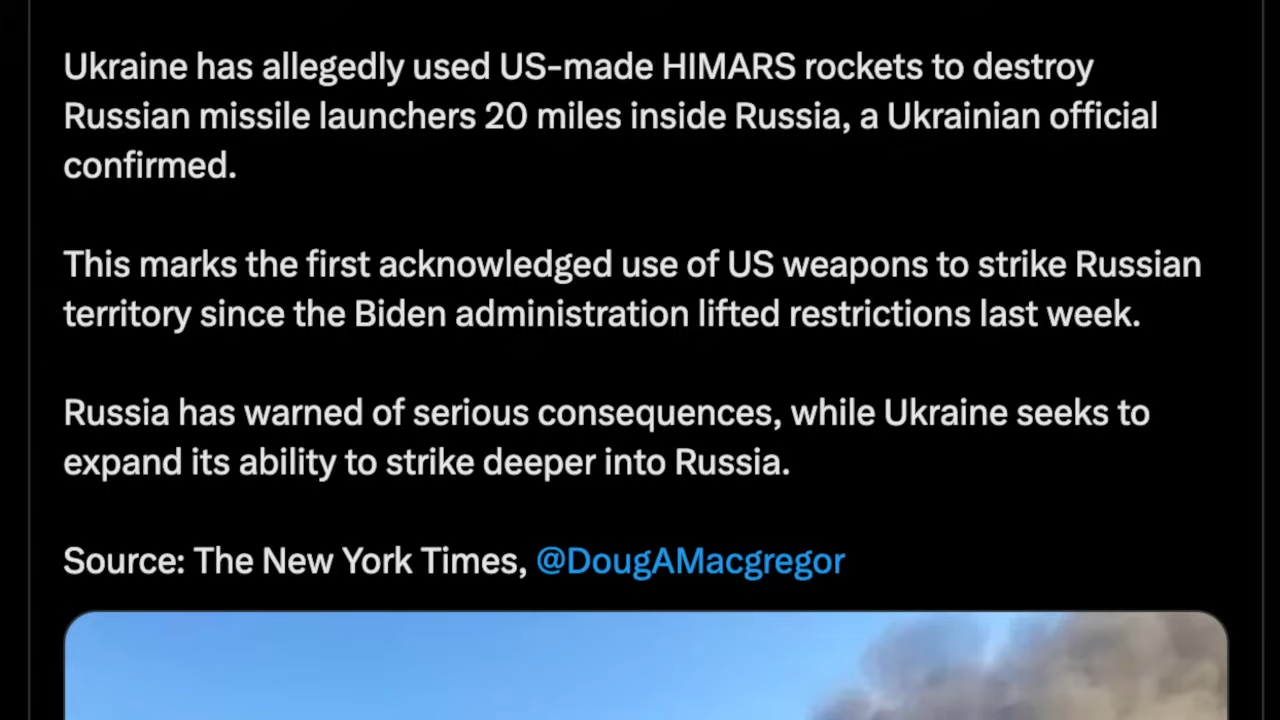 Ukraine has allegedly used US-made HIMARS rockets to destroy
Russian missile launchers 20 miles inside Russia, a Ukrainian official
confirmed.
This marks the first acknowledged use of US weapons to strike Russian
territory since the Biden administration lifted restrictions last week.
Russia has warned of serious consequences, while Ukraine seeks to
expand its ability to strike deeper into Russia.
Source: The New York Times, @DougAMacgregor